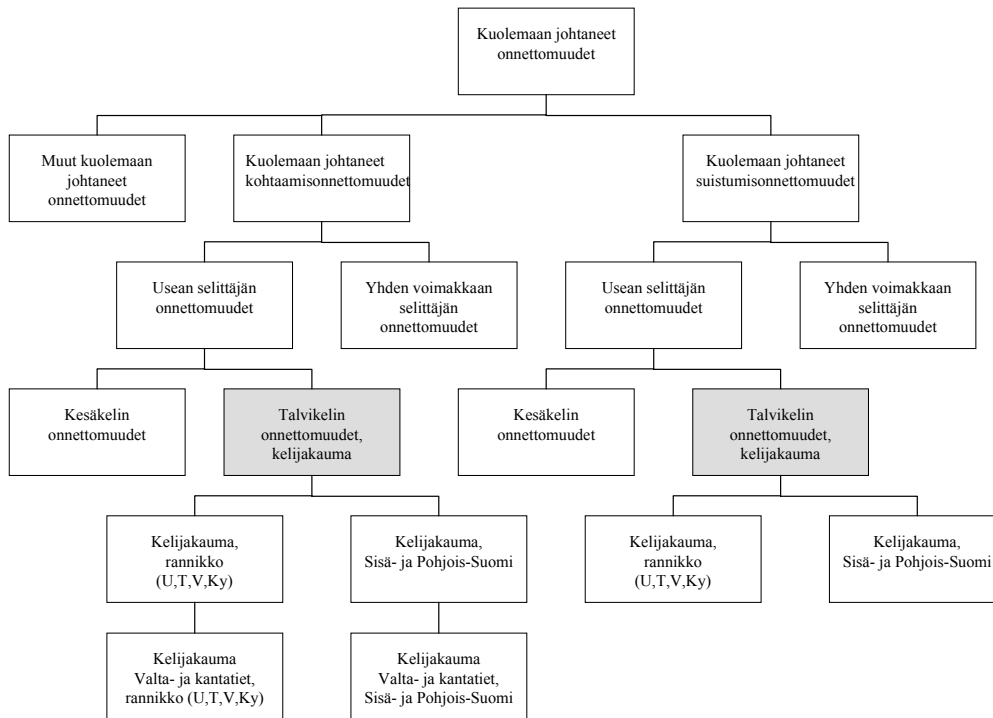 Kuolemaan johtaneet
onnettomuudet
Muut kuolemaan
johtaneet
onnettomuudet
Kuolemaan johtaneet
kohtaamisonnettomuudet
Kuolemaan johtaneet
suistumisonnettomuudet
Usean selittäjän
onnettomuudet
Yhden voimakkaan
selittäjän
onnettomuudet
Usean selittäjän
onnettomuudet
Yhden voimakkaan
selittäjän
onnettomuudet
Kesäkelin
onnettomuudet
Talvikelin
onnettomuudet,
kelijakauma
Kesäkelin
onnettomuudet
Talvikelin
onnettomuudet,
kelijakauma
Kelijakauma,
rannikko
(U,T,V,Ky)
Kelijakauma,
Sisä- ja Pohjois-Suomi
Kelijakauma,
rannikko
(U,T,V,Ky)
Kelijakauma,
Sisä- ja Pohjois-Suomi
Kelijakauma
Valta- ja kantatiet,
rannikko (U,T,V,Ky)
Kelijakauma
Valta- ja kantatiet,
Sisä- ja Pohjois-Suomi